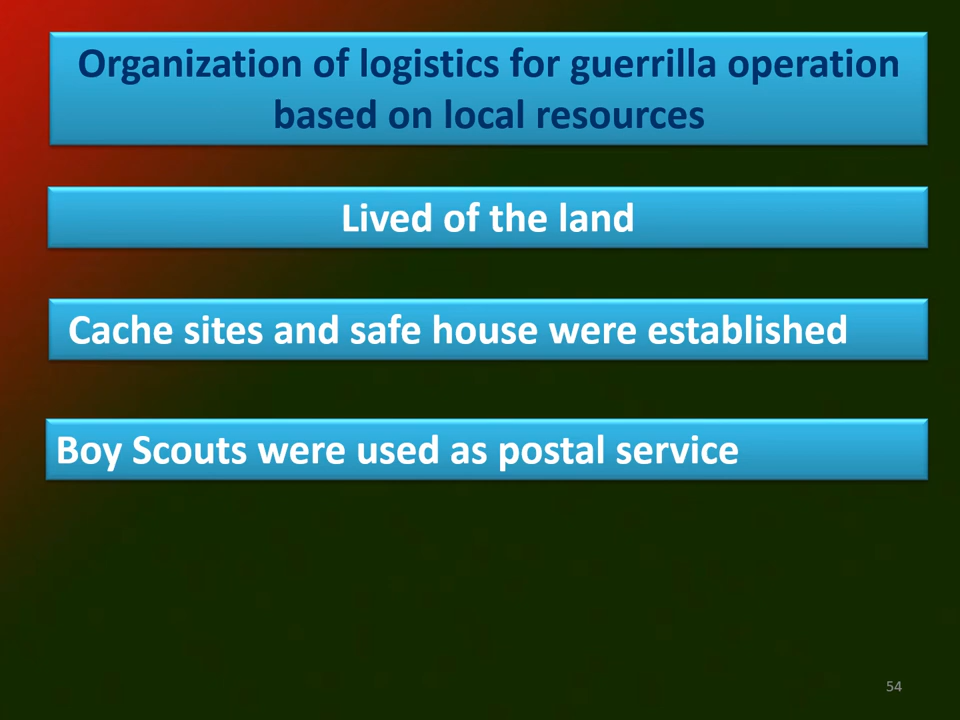 Organization of logistics for guerrilla operation
based on local resources
Lived of the land
Cache sites and safe house were established
Boy Scouts were used as postal service
54